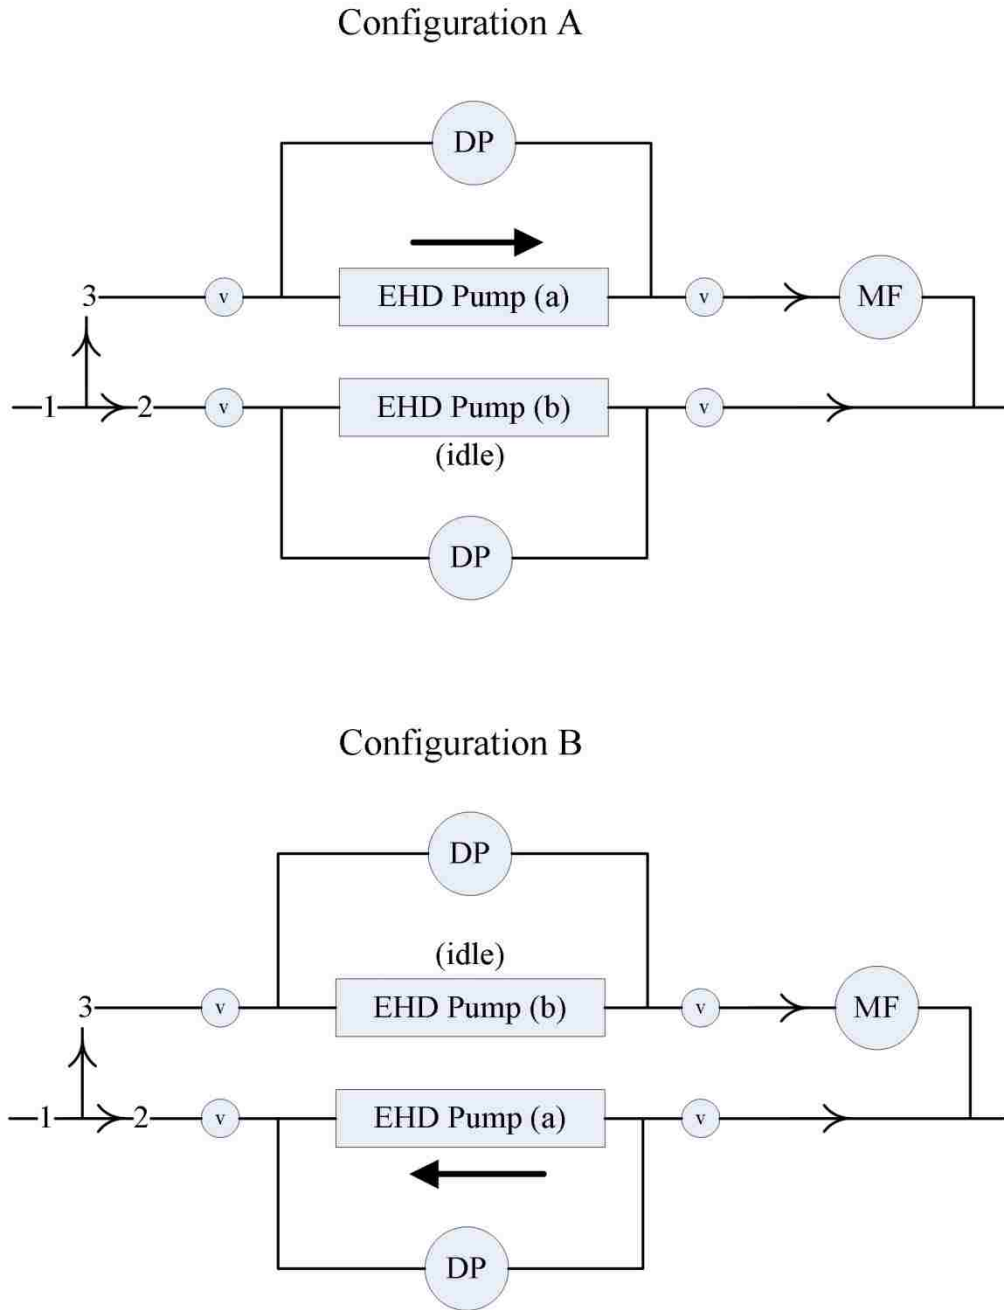 Configuration A
DP
3 v EHD Pump (a) v MF
1 2 v EHD Pump (b) v
(idle)
DP
Configuration B
DP
(idle)
3 v EHD Pump (b) v MF
1 2 v EHD Pump (a) v
DP